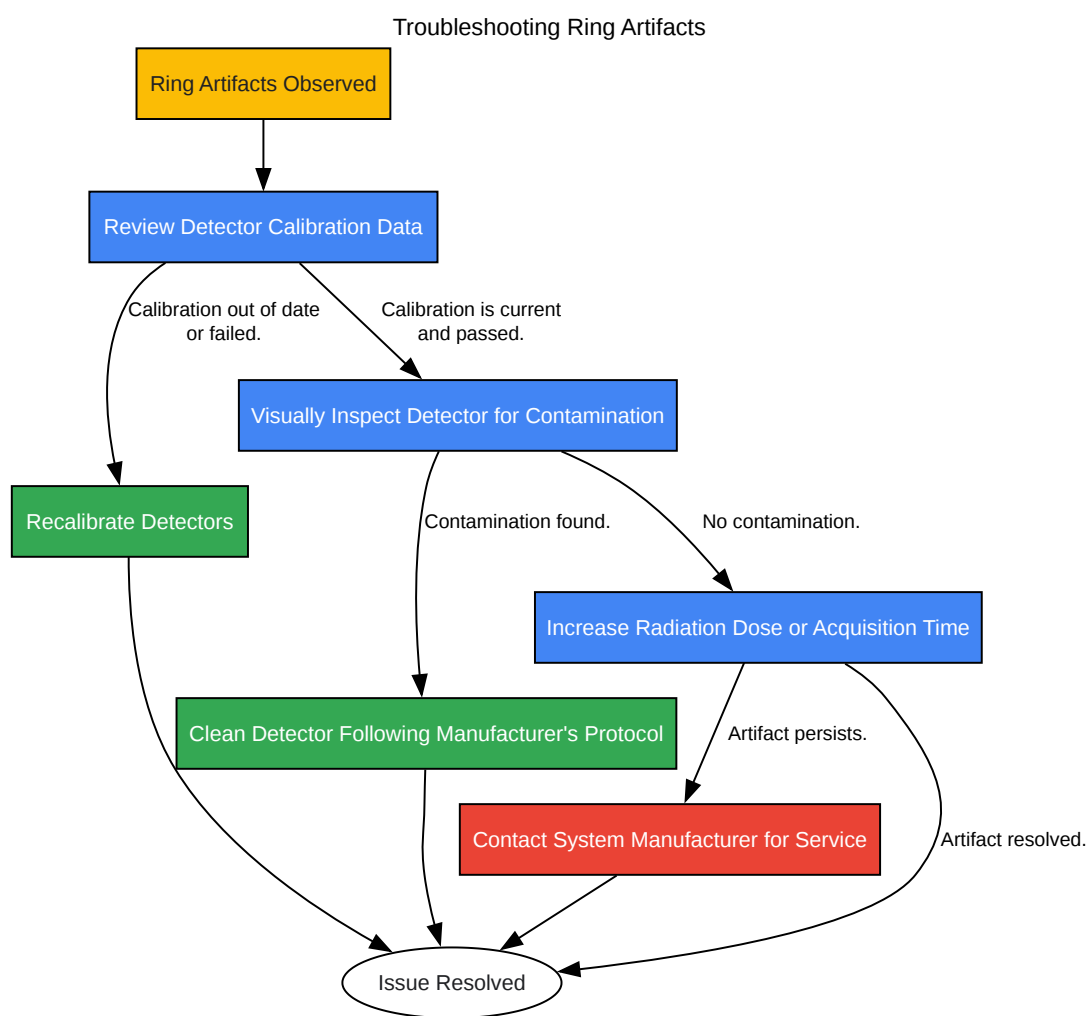 Troubleshooting Ring Artifacts
Ring Artifacts Observed
Review Detector Calibration Data
Calibration out of date
or failed.
Calibration is current
and passed.
Visually Inspect Detector for Contamination
Recalibrate Detectors
Contamination found.
No contamination.
Increase Radiation Dose or Acquisition Time
Clean Detector Following Manufacturer's Protocol
Artifact persists.
Contact System Manufacturer for Service
Artifact resolved.
Issue Resolved